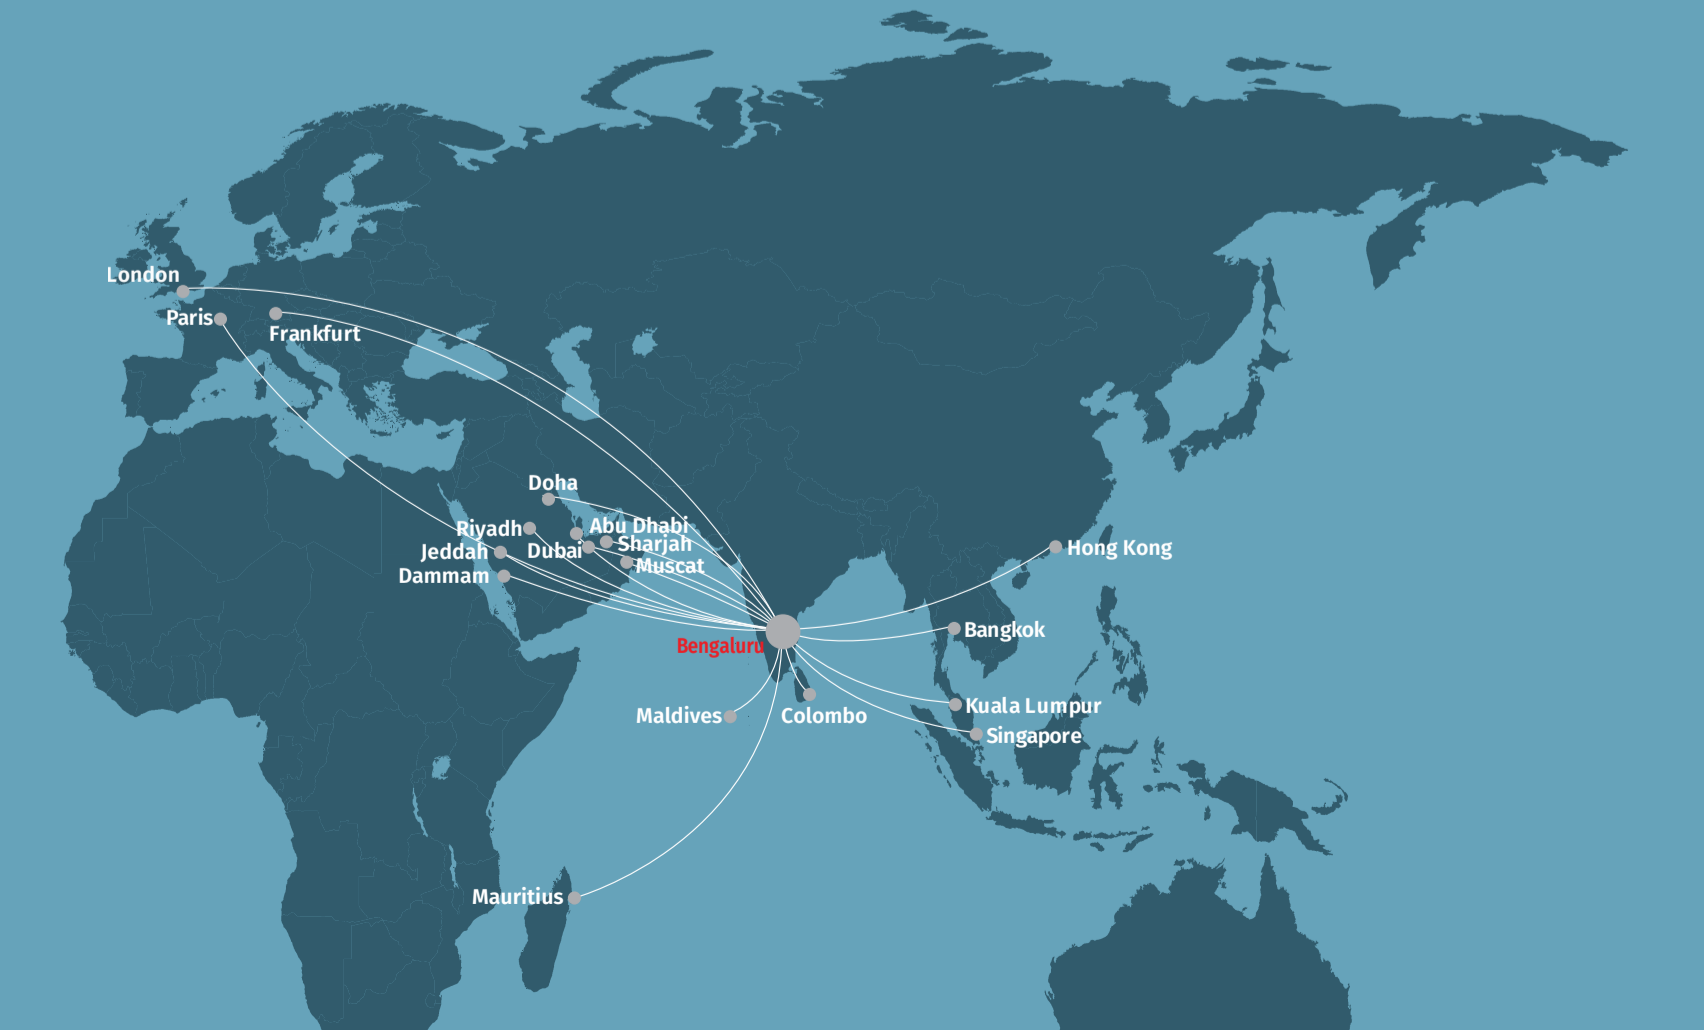 London
Paris
Frankfurt
Doha
Riyadh
Abu Dhabi
Sharjah
Jeddah
Dubai
Hong Kong
Muscat
Dammam
Bangkok
Bengaluru
Kuala Lumpur
Maldives
Colombo
Singapore
Mauritius